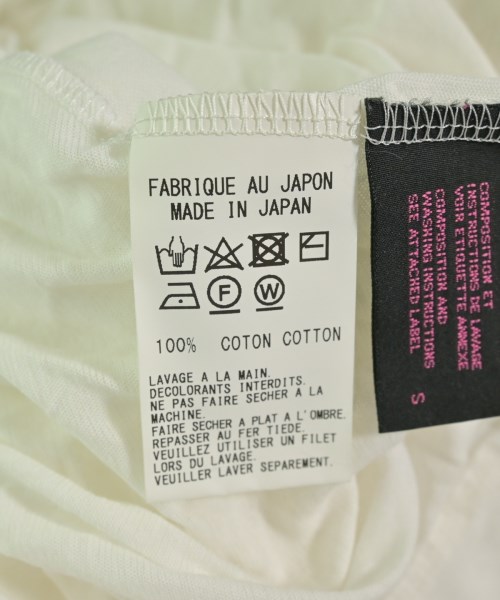 FABRIQUE AU JAPON
MADE IN JAPAN
F
W
100% COTON COTTON
LAVAGE A LA MAIN.
DECOLORANTS INTERDITS.
NE PAS FAIRE SECHER A LA
MACHINE.
FAIRE SECHER A PLAT A L'OMBRE.
REPASSER AU FER TIEDE.
VEUILLEZ UTILISER UN FILET
LORS DU LAVAGE.
VEUILLER LAVER SEPAREMENT.
COMPOSITION ET
INSTRUCTIONS DE LAVAGE
VOIR ETIQUETTE ANNEXE
COMPOSITION AND
WASHING INSTRUCTIONS
SEE ATTACHED LABEL
S